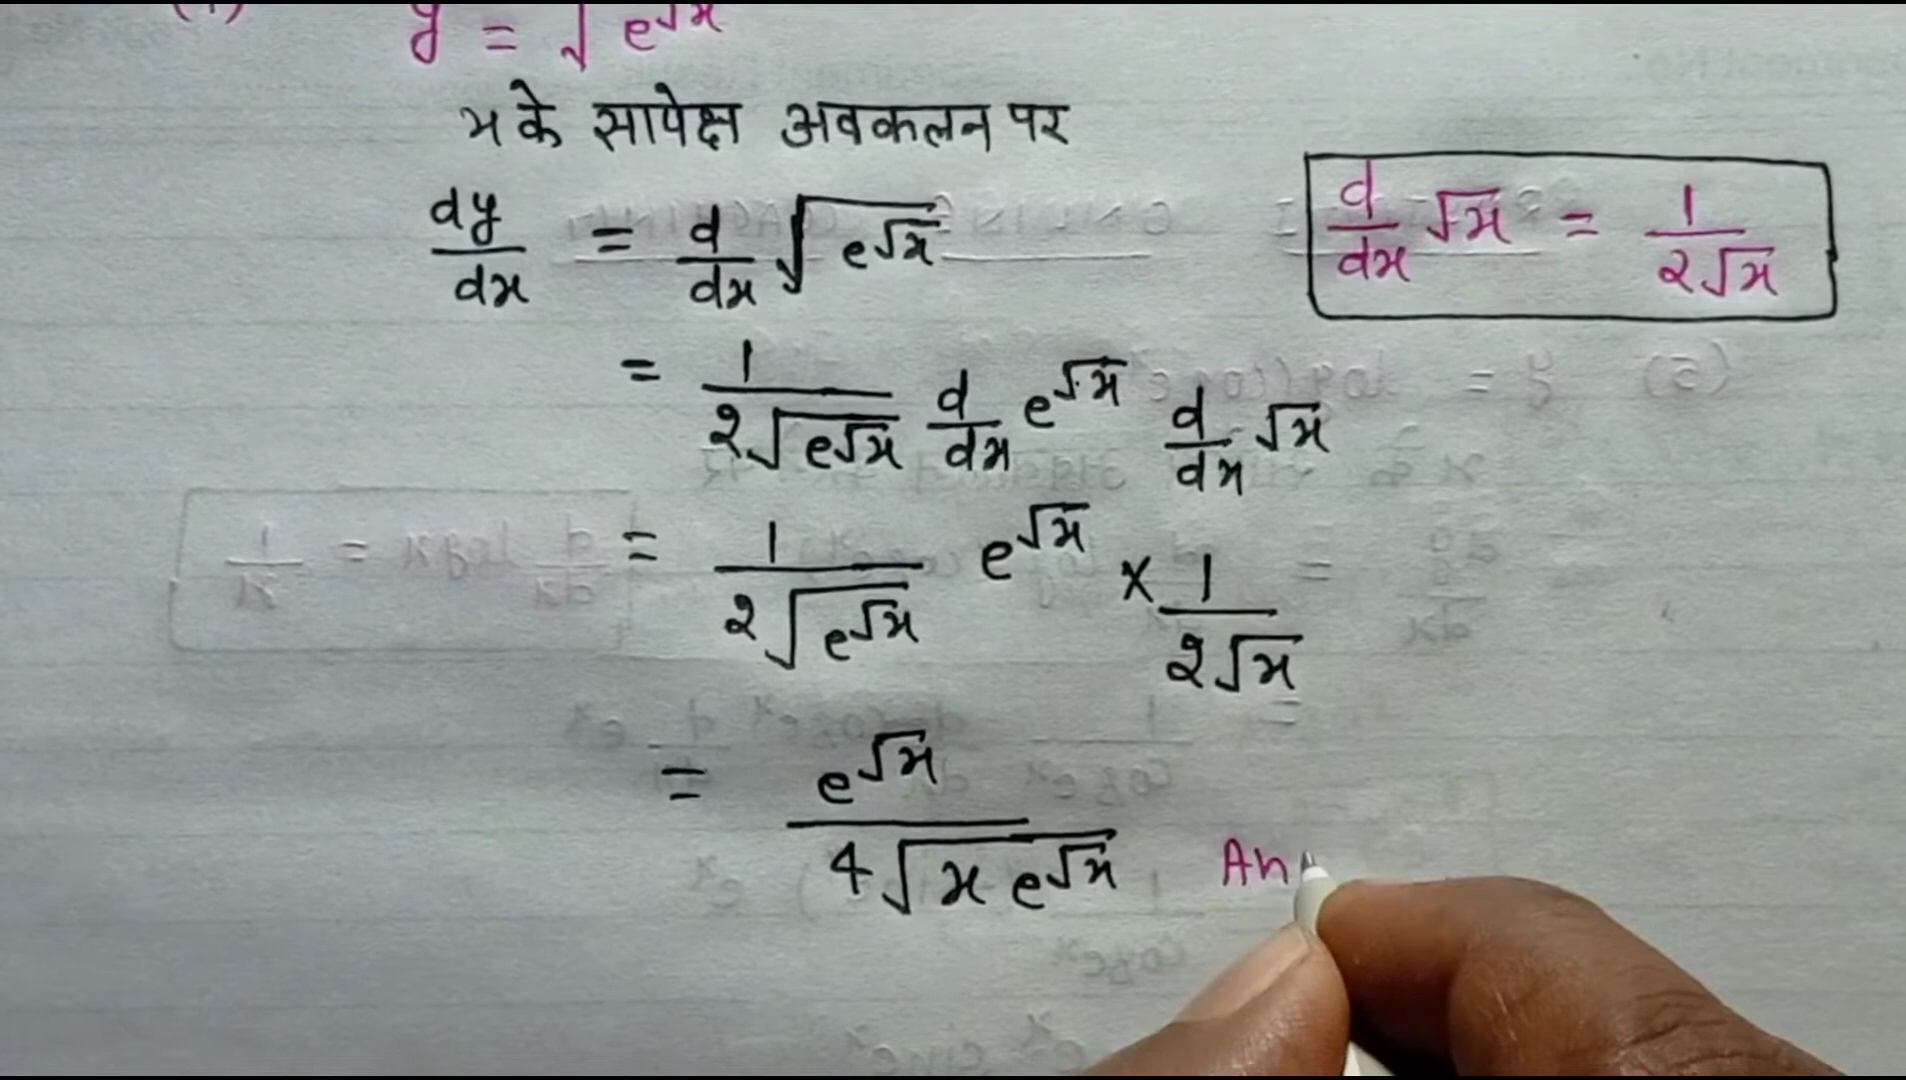 y = √e^√x
x के सापेक्ष अवकलन पर
dy/dx = d/dx √e^√x
d/dx √x = 1/2√x
= 1/2√e^√x d/dx e^√x d/dx √x
= 1/2√e^√x e^√x × 1/2√x
= e^√x/4√x e^√x An